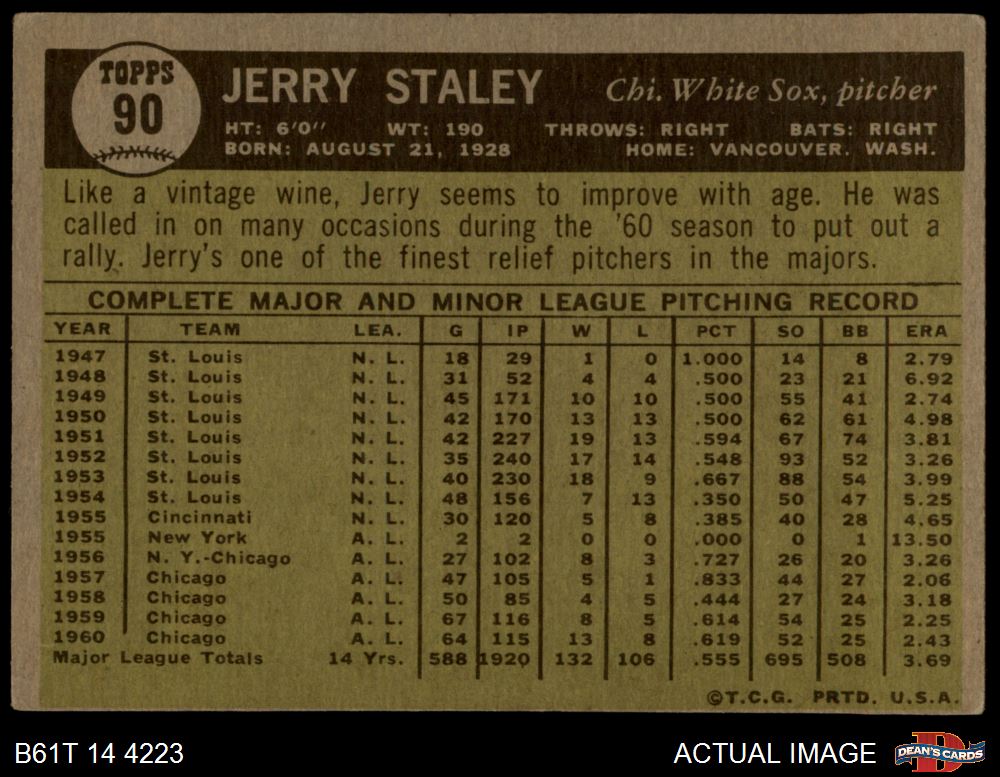 TOPPS
90
JERRY STALEY Chi. White Sox, pitcher
HT: 6'0" WT: 190 THROWS: RIGHT BATS: RIGHT
BORN: AUGUST 21, 1928 HOME: VANCOUVER. WASH.
Like a vintage wine, Jerry seems to improve with age. He was
called in on many occasions during the '60 season to put out a
rally. Jerry's one of the finest relief pitchers in the majors.
COMPLETE MAJOR AND MINOR LEAGUE PITCHING RECORD
YEAR TEAM LEA. G IP W L PCT SO BB ERA
1947 St. Louis N. L. 18 29 1 0 1.000 14 8 2.79
1948 St. Louis N. L. 31 52 4 4 .500 23 21 6.92
1949 St. Louis N. L. 45 171 10 10 .500 55 41 2.74
1950 St. Louis N. L. 42 170 13 13 .500 62 61 4.98
1951 St. Louis N. L. 42 227 19 13 .594 67 74 3.81
1952 St. Louis N. L. 35 240 17 14 .548 93 52 3.26
1953 St. Louis N. L. 40 230 18 9 .667 88 54 3.99
1954 St. Louis N. L. 48 156 7 13 .350 50 47 5.25
1955 Cincinnati N. L. 30 120 5 8 .385 40 28 4.65
1955 New York A. L. 2 2 0 0 .000 0 1 13.50
1956 N. Y.-Chicago A. L. 27 102 8 3 .727 26 20 3.26
1957 Chicago A. L. 47 105 5 1 .833 44 27 2.06
1958 Chicago A. L. 50 85 4 5 .444 27 24 3.18
1959 Chicago A. L. 67 116 8 5 .614 54 25 2.25
1960 Chicago A. L. 64 115 13 8 .619 52 25 2.43
Major League Totals 14 Yrs. 588 1920 132 106 .555 695 508 3.69
©T.C.G. PRTD. U.S.A.
B61T 14 4223 ACTUAL IMAGE DEAN'S CARDS